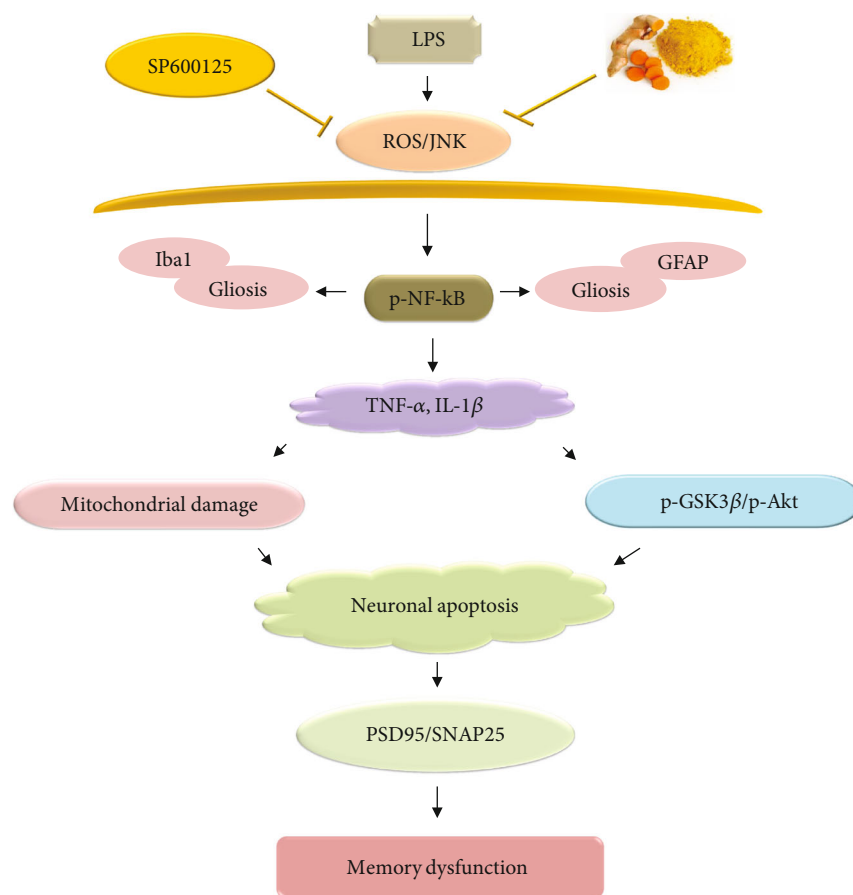 LPS
SP600125
ROS/JNK
Iba1
Gliosis
p-NF-kB
GFAP
Gliosis
TNF-α, IL-1β
Mitochondrial damage
p-GSK3β/p-Akt
Neuronal apoptosis
PSD95/SNAP25
Memory dysfunction